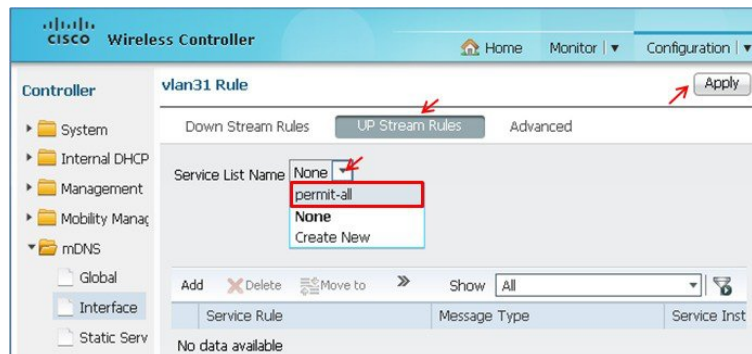 CISCO Wireless Controller
Home Monitor | ▼ Configuration | ▼
Controller
vlan31 Rule
Apply
System
Internal DHCP
Management
Mobility Manag
mDNS
Global
Interface
Static Serv
Down Stream Rules UP Stream Rules Advanced
Service List Name None
permit-all
None
Create New
Add Delete Move to » Show All
Service Rule Message Type Service Inst
No data available